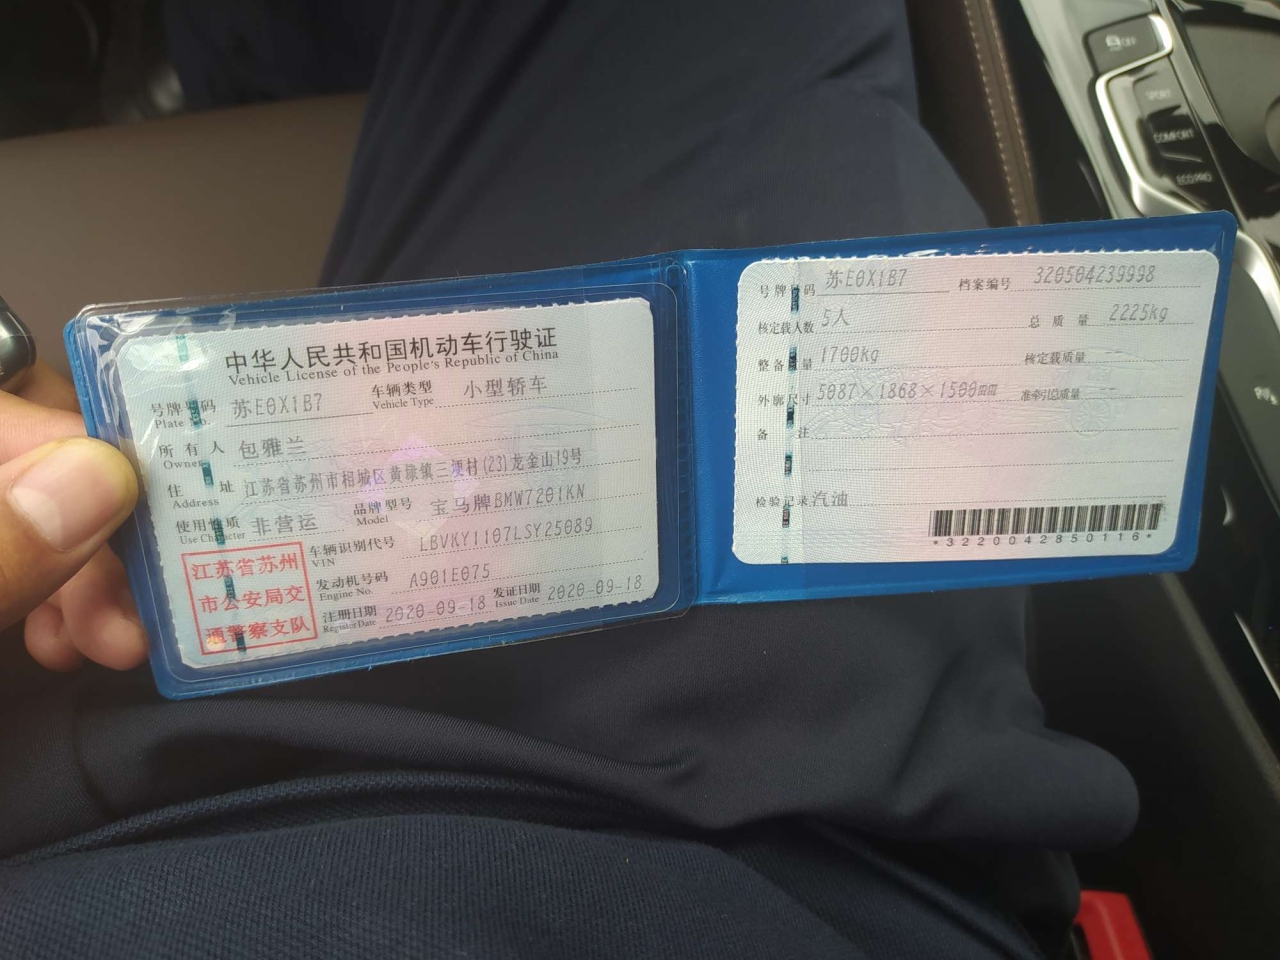 中华人民共和国机动车行驶证
Vehicle License of the People's Republic of China
号牌号码 苏E0X1B7 车辆类型 小型轿车
Plate No. Vehicle Type
所有人 包雅兰
Owner
住址 江苏省苏州市相城区黄埭镇三埂村(23)龙金山19号
Address
使用性质 非营运 品牌型号 宝马牌BMW7201KN
Use Character Model
江苏省苏州
市公安局交
通警察支队
车辆识别代号 LBVKY1107LSY25089
VIN
发动机号码 A901E075
Engine No.
注册日期 2020-09-18 发证日期 2020-09-18
Register Date Issue Date
号牌号码 苏E0X1B7 档案编号 320504239998
核定载人数 5人 总质量 2225kg
整备质量 1700kg 核定载质量
外廓尺寸 5087×1868×1500mm 准牵引总质量
备注
检验记录 汽油
*3220042850116*
OFF
SPORT
COMFORT
ECO PRO